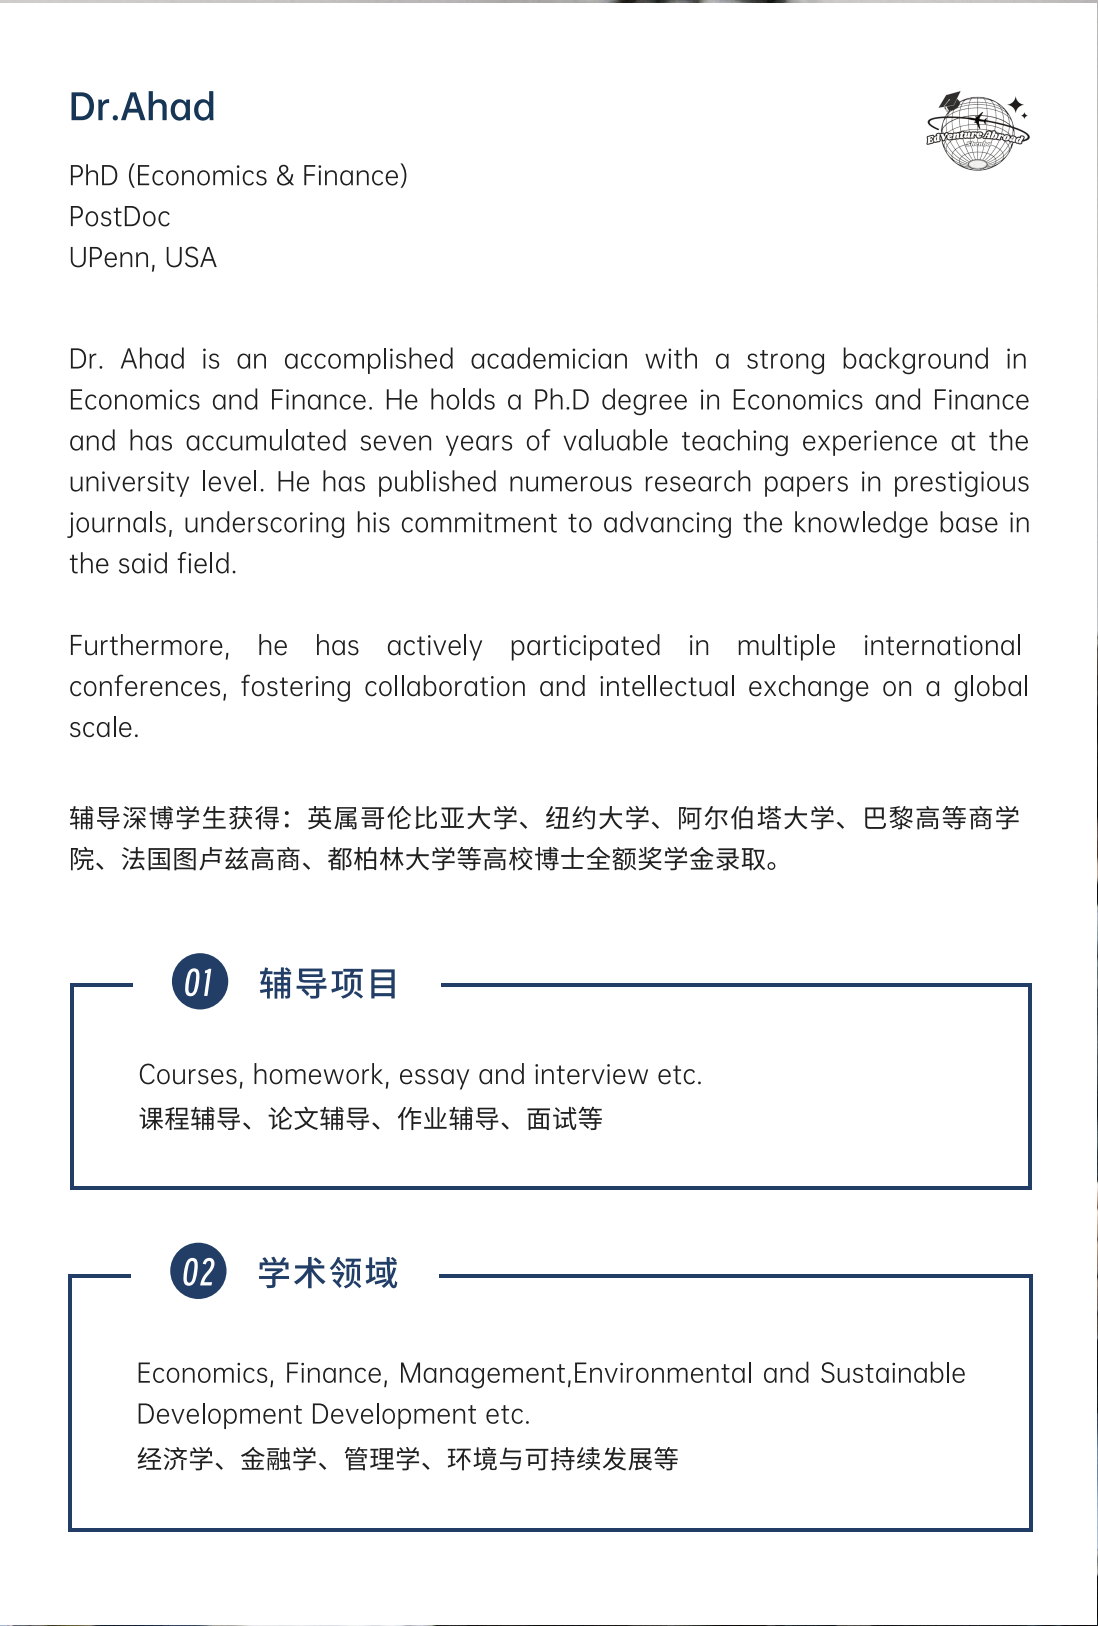 Dr.Ahad
EdVenture Abroad
PhD (Economics & Finance)
PostDoc
UPenn, USA
Dr. Ahad is an accomplished academician with a strong background in
Economics and Finance. He holds a Ph.D degree in Economics and Finance
and has accumulated seven years of valuable teaching experience at the
university level. He has published numerous research papers in prestigious
journals, underscoring his commitment to advancing the knowledge base in
the said field.
Furthermore, he has actively participated in multiple international
conferences, fostering collaboration and intellectual exchange on a global
scale.
辅导深博学生获得：英属哥伦比亚大学、纽约大学、阿尔伯塔大学、巴黎高等商学
院、法国图卢兹高商、都柏林大学等高校博士全额奖学金录取。
01 辅导项目
Courses, homework, essay and interview etc.
课程辅导、论文辅导、作业辅导、面试等
02 学术领域
Economics, Finance, Management,Environmental and Sustainable
Development Development etc.
经济学、金融学、管理学、环境与可持续发展等